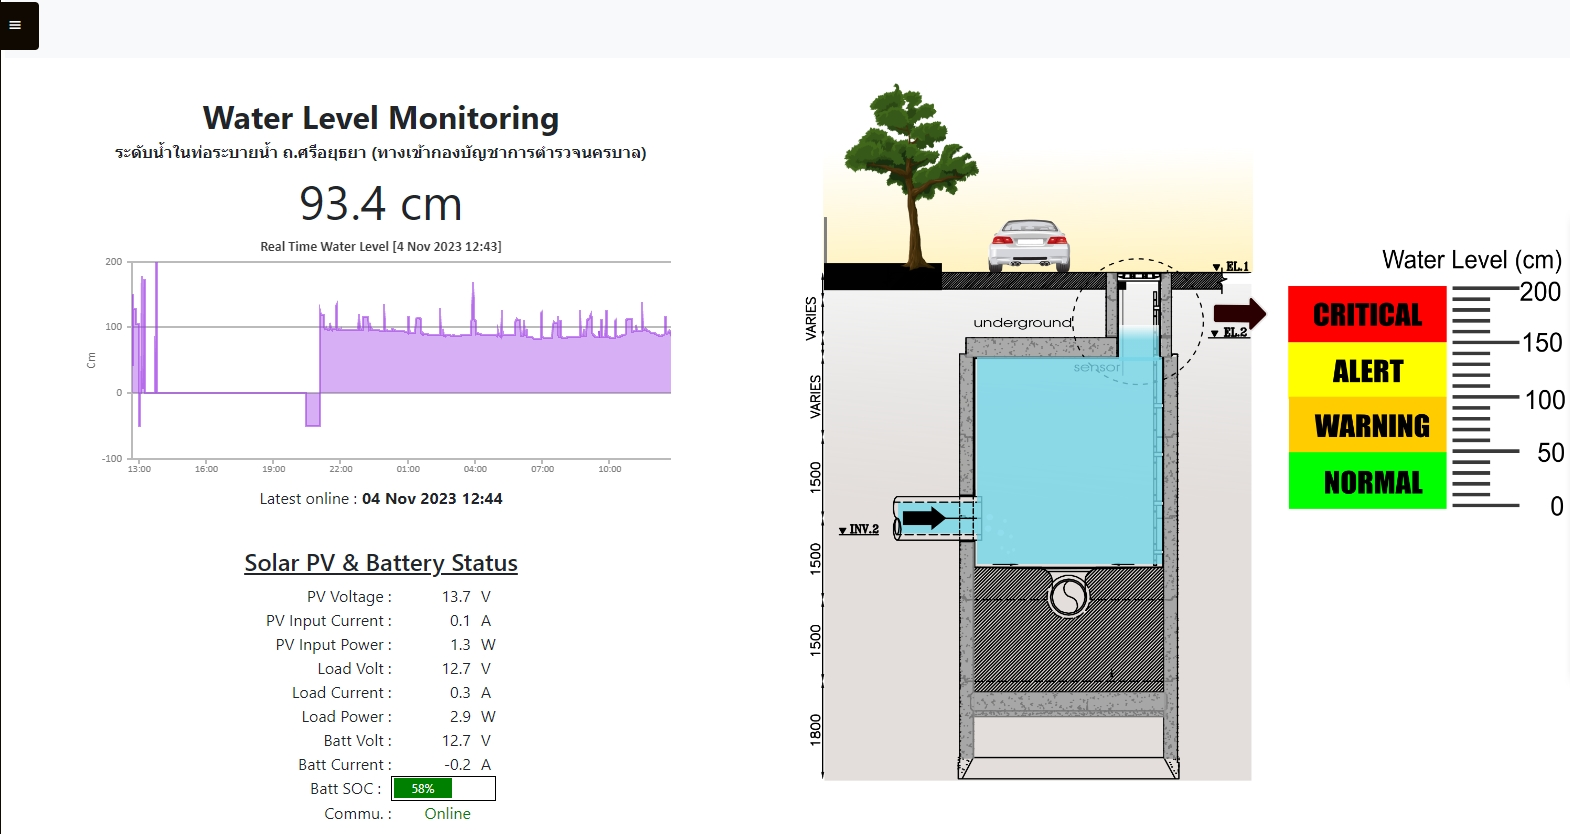 Water Level Monitoring
ระดับน้ำในท่อระบายน้ำ ถ.ศรีอยุธยา (ทางเข้ากองบัญชาการตำรวจนครบาล)
93.4 cm
Real Time Water Level [4 Nov 2023 12:43]
200
100
0
-100
Cm
13:00 16:00 19:00 22:00 01:00 04:00 07:00 10:00
Latest online : 04 Nov 2023 12:44
Solar PV & Battery Status
PV Voltage : 13.7 V
PV Input Current : 0.1 A
PV Input Power : 1.3 W
Load Volt : 12.7 V
Load Current : 0.3 A
Load Power : 2.9 W
Batt Volt : 12.7 V
Batt Current : -0.2 A
Batt SOC : 58%
Commu. : Online
EL.1
VARIES
underground
EL.2
sensor
VARIES
1500
INV.2
1500
1500
1800
Water Level (cm)
200
CRITICAL
150
ALERT
100
WARNING
50
NORMAL
0